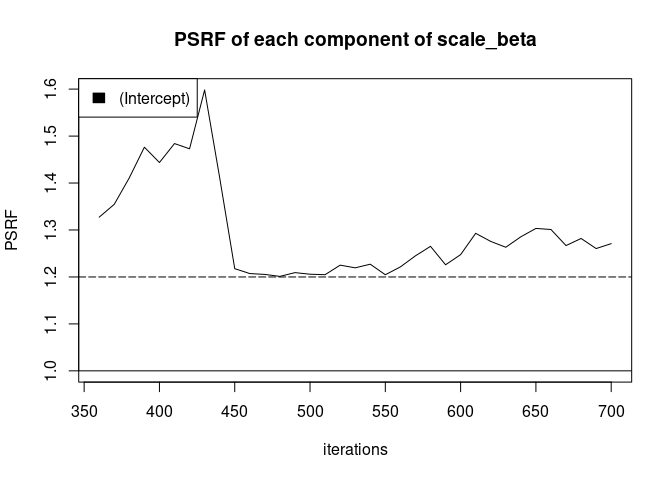 PSRF of each component of scale_beta
(Intercept)
1.6
1.5
1.4
1.3
1.2
1.1
1.0
PSRF
350 400 450 500 550 600 650 700
iterations